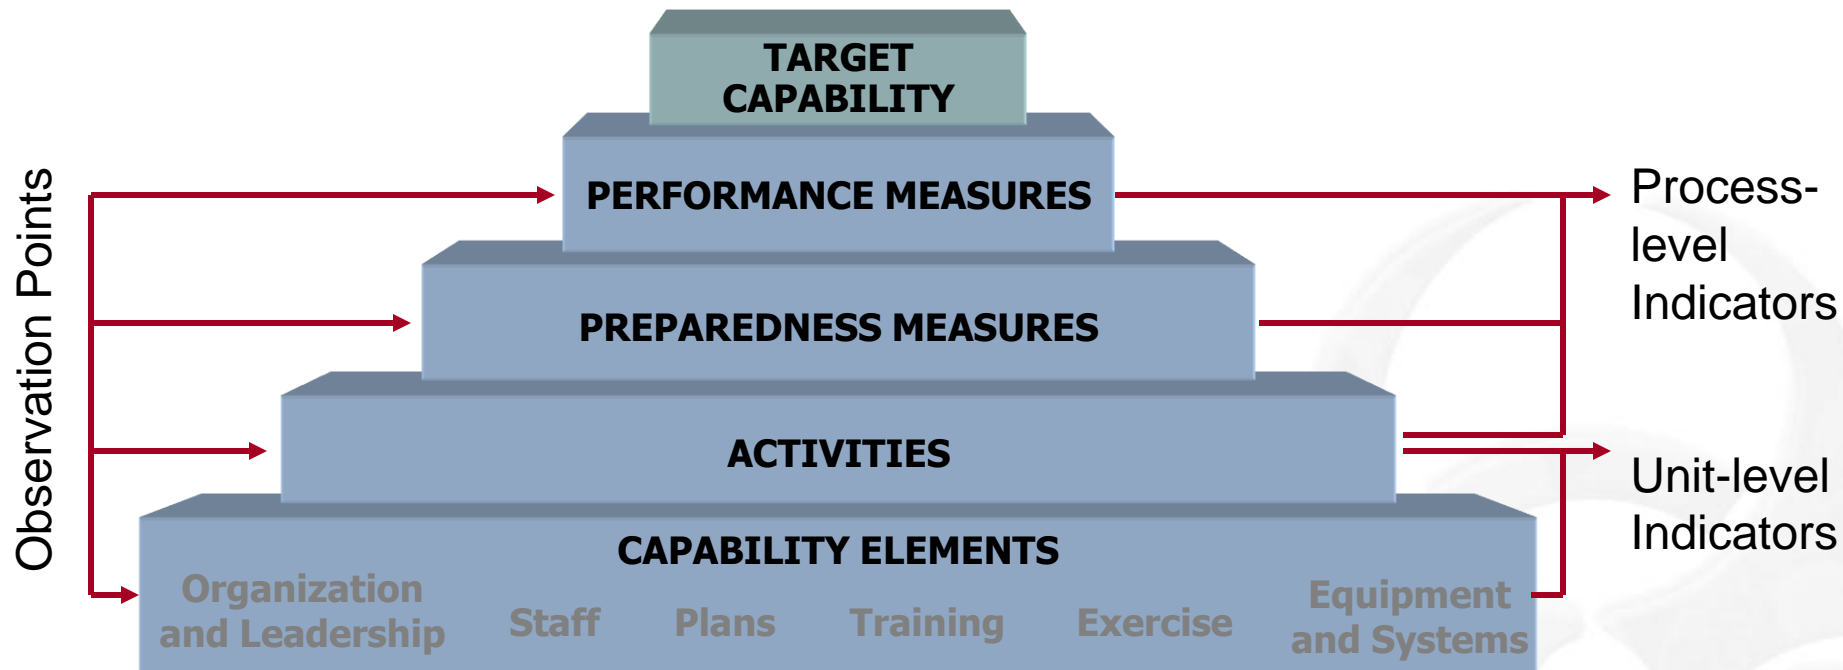 TARGET
CAPABILITY
PERFORMANCE MEASURES
PREPAREDNESS MEASURES
ACTIVITIES
CAPABILITY ELEMENTS
Organization
and Leadership
Staff
Plans
Training
Exercise
Equipment
and Systems
Observation Points
Process-
level
Indicators
Unit-level
Indicators